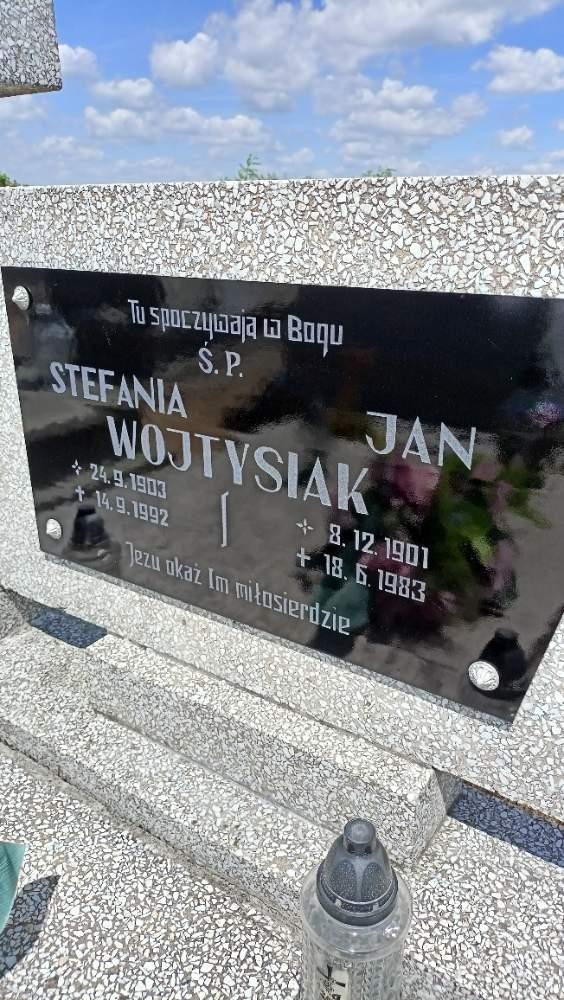 Tu spoczywają w Bogu
Ś. P.
STEFANIA JAN
WOJTYSIAK
24. 9. 1903 8. 12. 1901
14. 9. 1992 18. 6. 1983
Jezu okaż Im miłosierdzie